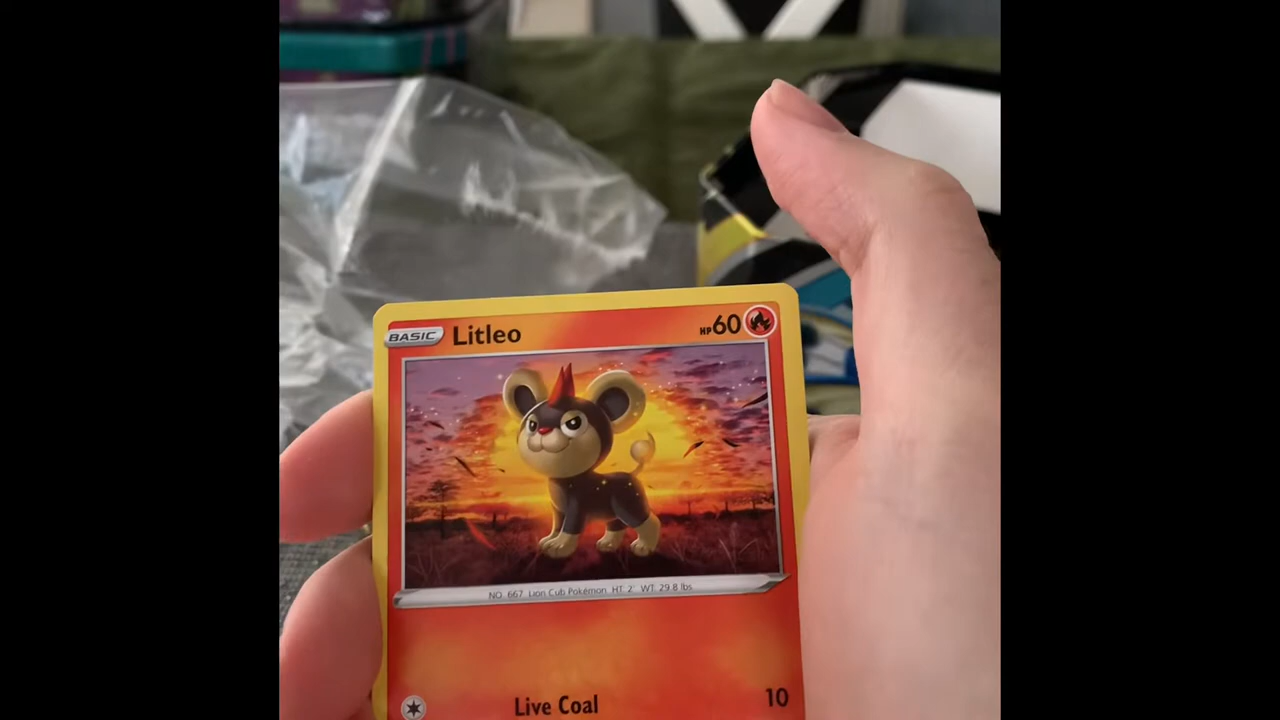 BASIC Litleo HP 60
NO. 667 Lion Cub Pokémon HT: 2' WT: 29.8 lbs
Live Coal 10